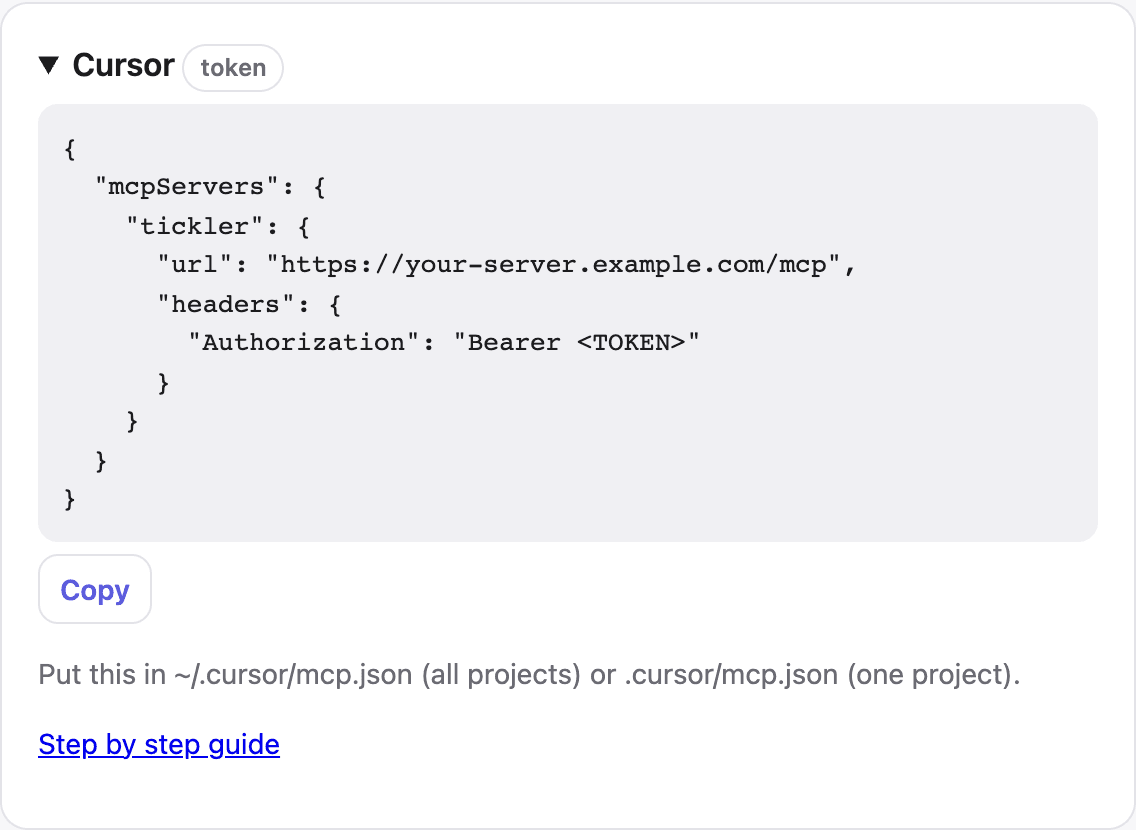 ▼ Cursor token
{
  "mcpServers": {
    "tickler": {
      "url": "https://your-server.example.com/mcp",
      "headers": {
        "Authorization": "Bearer <TOKEN>"
      }
    }
  }
}
Copy
Put this in ~/.cursor/mcp.json (all projects) or .cursor/mcp.json (one project).
Step by step guide